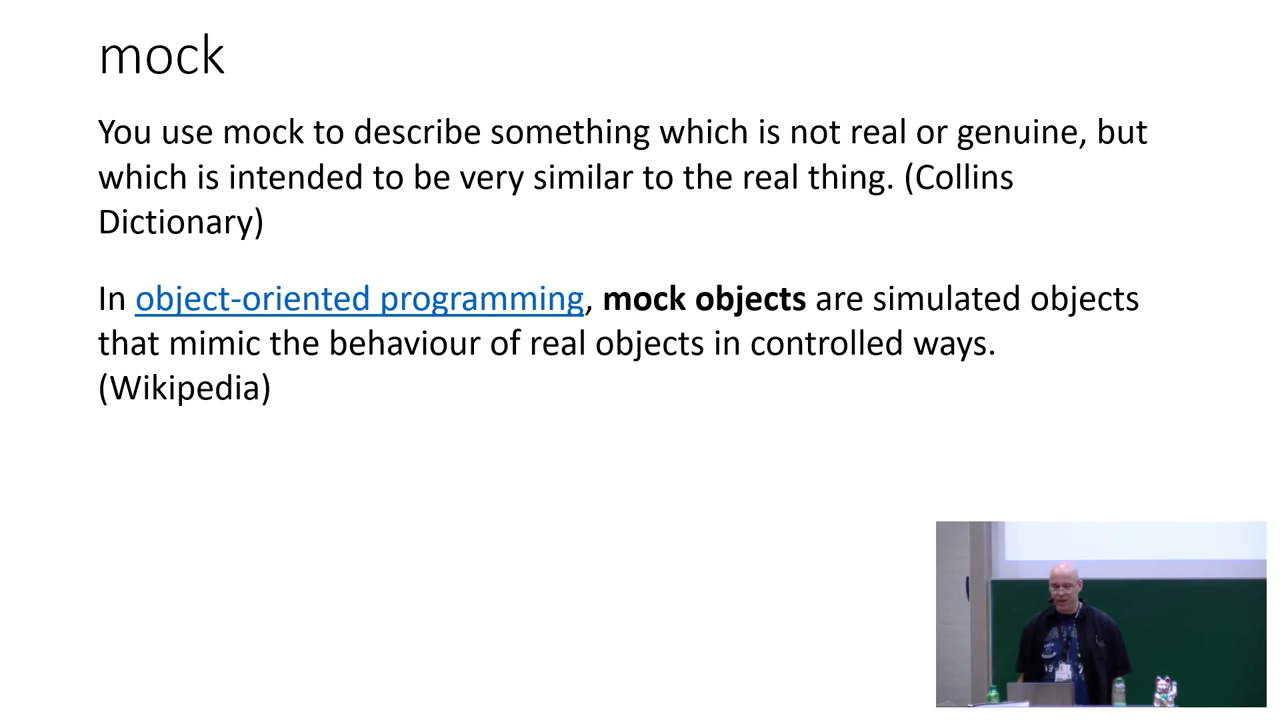 mock
You use mock to describe something which is not real or genuine, but
which is intended to be very similar to the real thing. (Collins
Dictionary)
In object-oriented programming, mock objects are simulated objects
that mimic the behaviour of real objects in controlled ways.
(Wikipedia)